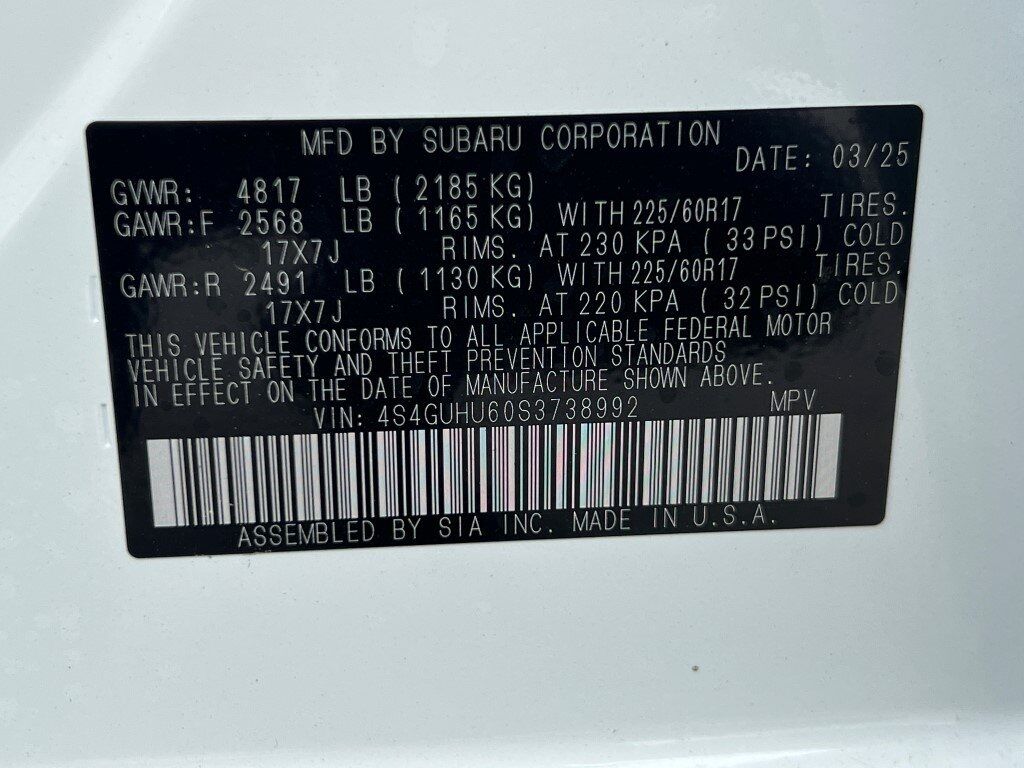 MFD BY SUBARU CORPORATION
DATE: 03/25
GVWR: 4817 LB ( 2185 KG)
GAWR:F 2568 LB ( 1165 KG) WITH 225/60R17 TIRES.
17X7J RIMS. AT 230 KPA ( 33 PSI) COLD
GAWR:R 2491 LB ( 1130 KG) WITH 225/60R17 TIRES.
17X7J RIMS. AT 220 KPA ( 32 PSI) COLD
THIS VEHICLE CONFORMS TO ALL APPLICABLE FEDERAL MOTOR
VEHICLE SAFETY AND THEFT PREVENTION STANDARDS
IN EFFECT ON THE DATE OF MANUFACTURE SHOWN ABOVE.
VIN: 4S4GUHU60S3738992 MPV
ASSEMBLED BY SIA INC. MADE IN U.S.A.